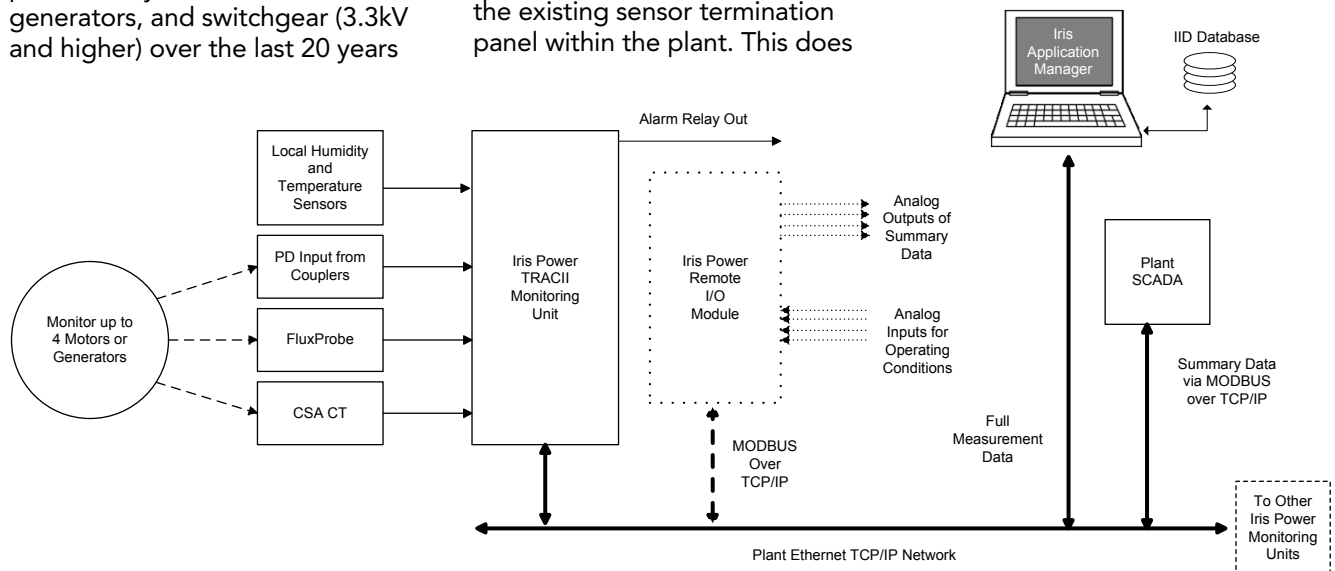 generators, and switchgear (3.3kV
and higher) over the last 20 years
the existing sensor termination
panel within the plant. This does
Iris
Application
Manager
IID Database
Alarm Relay Out
Local Humidity
and
Temperature
Sensors
PD Input from
Couplers
FluxProbe
CSA CT
Monitor up to
4 Motors or
Generators
Iris Power
TRACII
Monitoring
Unit
Iris Power
Remote
I/O
Module
Analog
Outputs of
Summary
Data
Analog
Inputs for
Operating
Conditions
Plant
SCADA
Summary Data
via MODBUS
over TCP/IP
Full
Measurement
Data
MODBUS
Over
TCP/IP
Plant Ethernet TCP/IP Network
To Other
Iris Power
Monitoring
Units